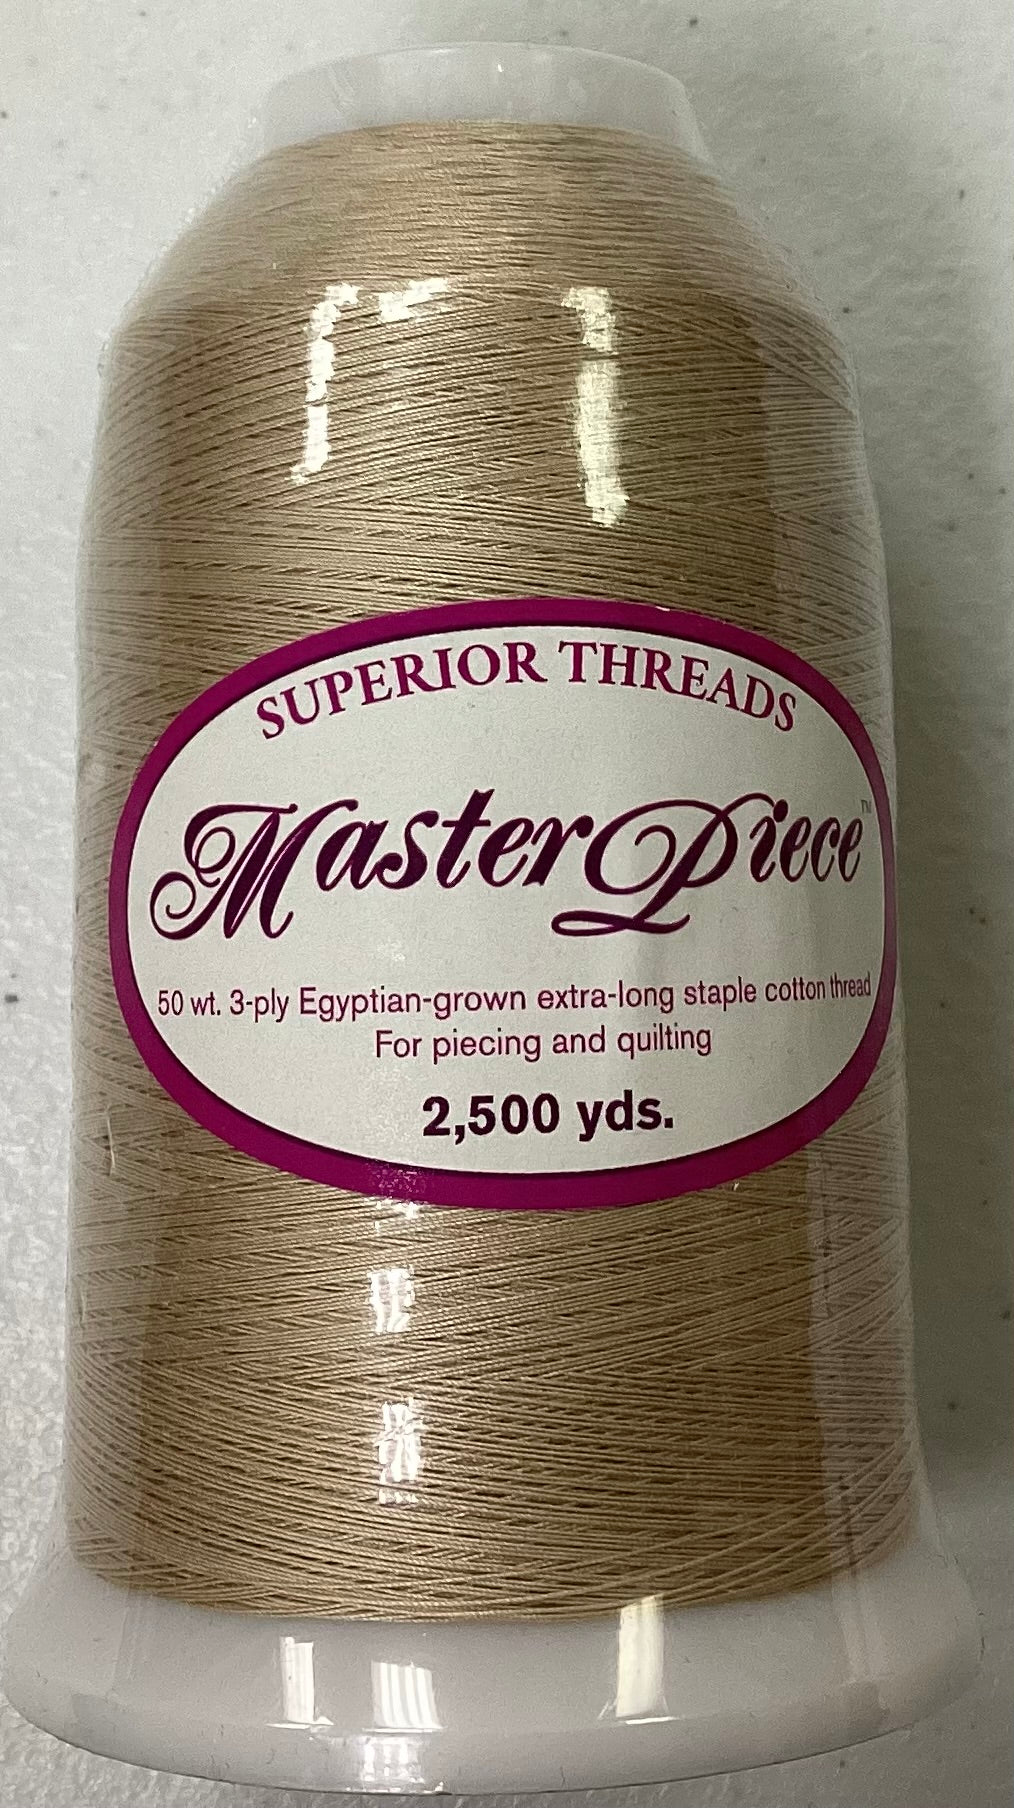 SUPERIOR THREADS
MasterPiece™
50 wt. 3-ply Egyptian-grown extra-long staple cotton thread
For piecing and quilting
2,500 yds.